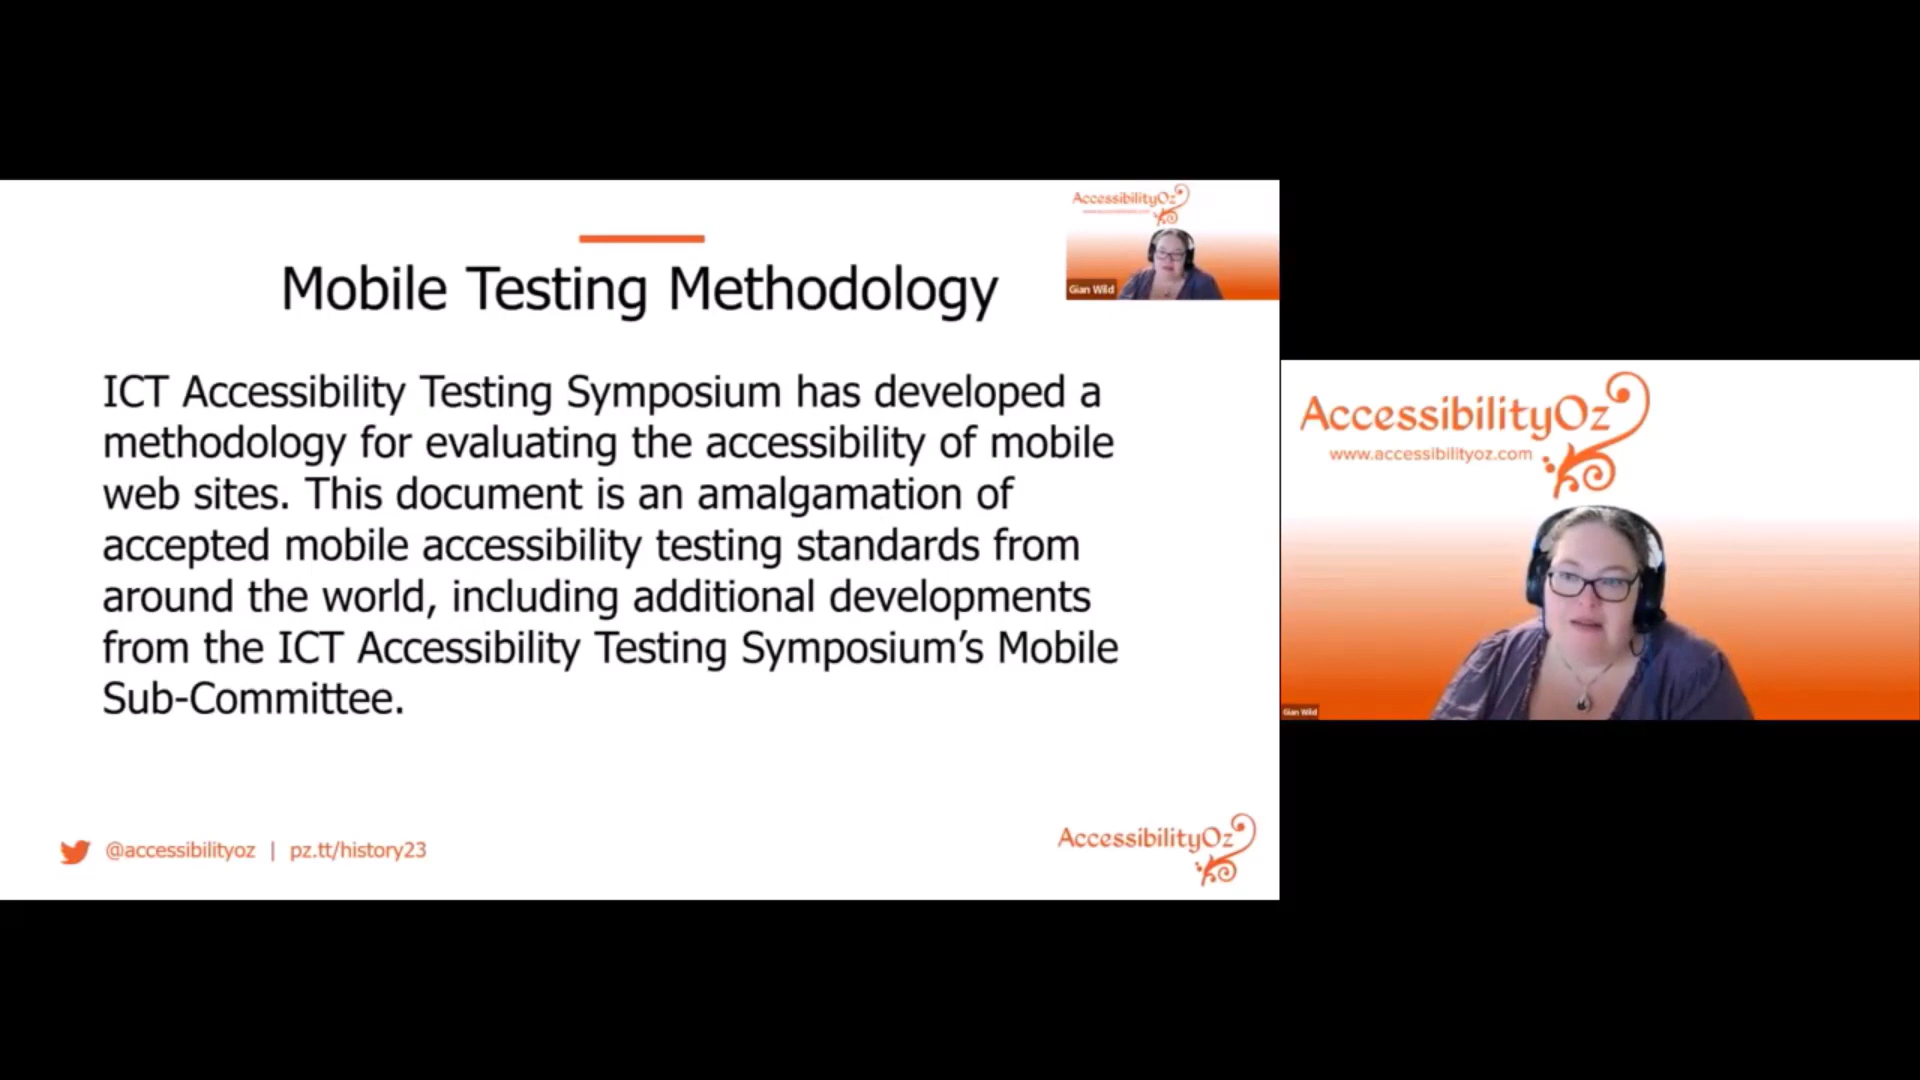 AccessibilityOz
Gian Wild
Mobile Testing Methodology
ICT Accessibility Testing Symposium has developed a
methodology for evaluating the accessibility of mobile
web sites. This document is an amalgamation of
accepted mobile accessibility testing standards from
around the world, including additional developments
from the ICT Accessibility Testing Symposium’s Mobile
Sub-Committee.
@accessibilityoz | pz.tt/history23
AccessibilityOz
AccessibilityOz
www.accessibilityoz.com
Gian Wild